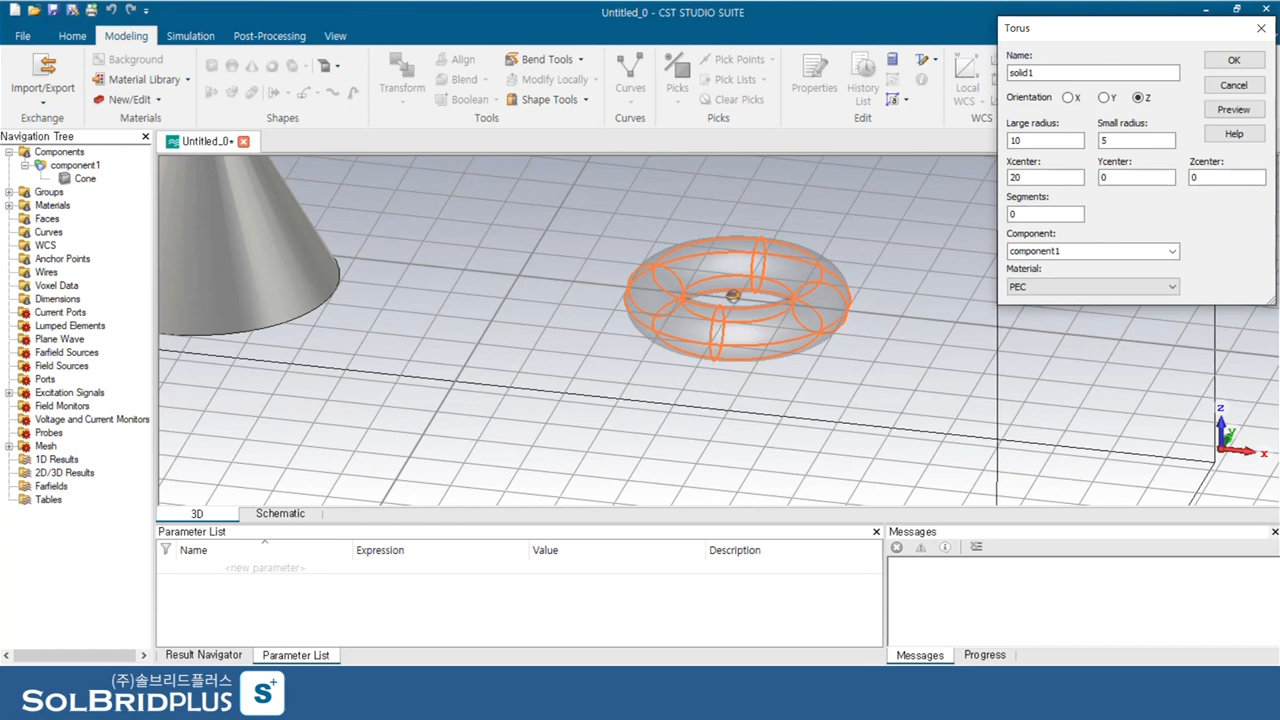 Untitled_0 - CST STUDIO SUITE
File
Home
Modeling
Simulation
Post-Processing
View
Import/Export
Exchange
Background
Material Library
New/Edit
Materials
Shapes
Transform
Align
Blend
Boolean
Bend Tools
Modify Locally
Shape Tools
Tools
Curves
Curves
Picks
Pick Points
Pick Lists
Clear Picks
Picks
Properties
History
List
Edit
Local
WCS
WCS
Torus
Name:
solid1
OK
Cancel
Preview
Help
Orientation X Y Z
Large radius: Small radius:
10 5
Xcenter: Ycenter: Zcenter:
20 0 0
Segments:
0
Component:
component1
Material:
PEC
Navigation Tree
Untitled_0*
Components
component1
Cone
Groups
Materials
Faces
Curves
WCS
Anchor Points
Wires
Voxel Data
Dimensions
Current Ports
Lumped Elements
Plane Wave
Farfield Sources
Field Sources
Ports
Excitation Signals
Field Monitors
Voltage and Current Monitors
Probes
Mesh
1D Results
2D/3D Results
Farfields
Tables
z
y
x
3D
Schematic
Parameter List
Name Expression Value Description
<new parameter>
Messages
Result Navigator
Parameter List
Messages
Progress
(주)솔브리드플러스
SOLBRIDPLUS
S+